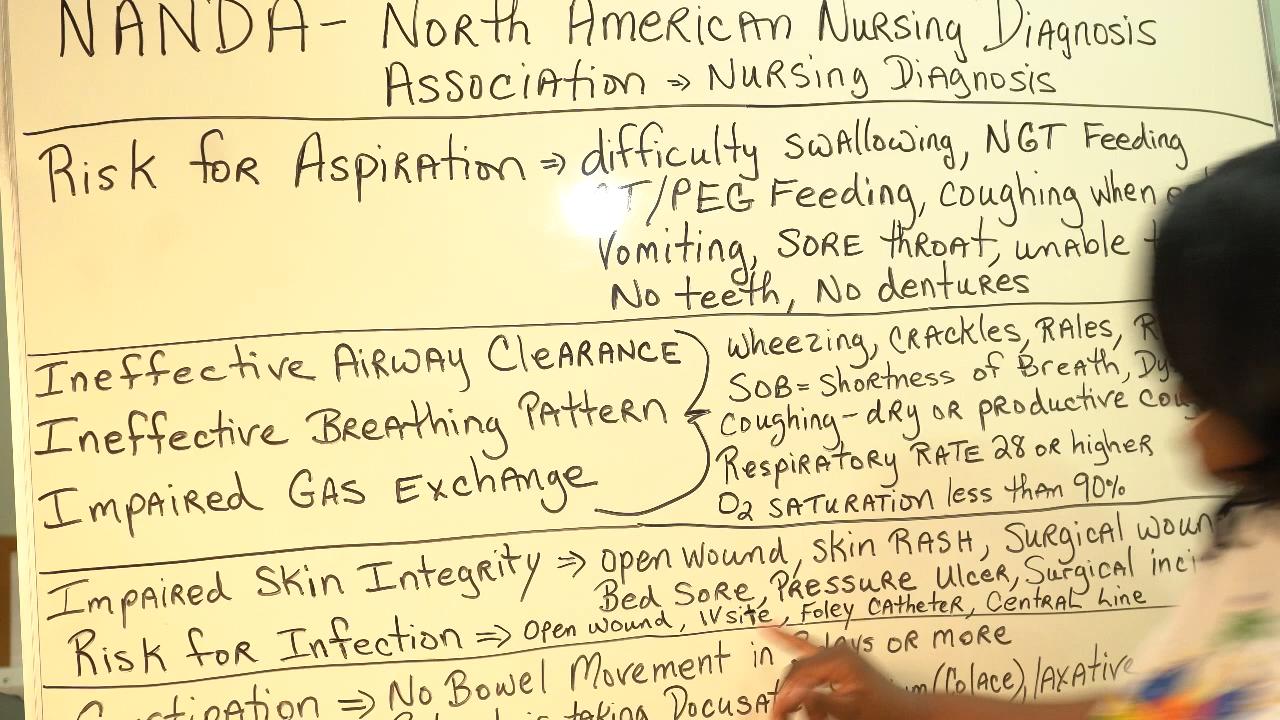 NANDA- North American Nursing Diagnosis
Association ⇒ Nursing Diagnosis
Risk for Aspiration ⇒ difficulty swallowing, NGT Feeding
T/PEG Feeding, coughing when
Vomiting, sore throat, unable
No teeth, No dentures
Ineffective Airway Clearance
Ineffective Breathing Pattern
Impaired Gas Exchange
wheezing, crackles, rales,
SOB = shortness of Breath,
coughing - dry or productive
Respiratory Rate 28 or higher
O2 saturation less than 90%
Impaired Skin Integrity ⇒ open wound, skin rash, surgical
Bed sore, Pressure Ulcer, surgical
Risk for Infection ⇒ open wound, IV site, Foley catheter, central line
⇒ No Bowel Movement in days or more
is taking (Colace), laxative